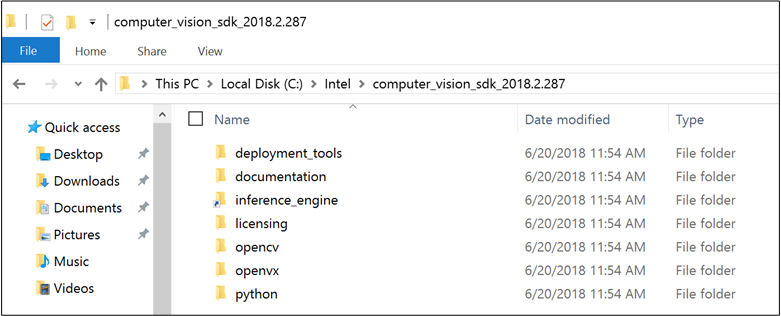 computer_vision_sdk_2018.2.287
File Home Share View
This PC Local Disk (C:) Intel computer_vision_sdk_2018.2.287
Quick access
Desktop
Downloads
Documents
Pictures
Music
Videos
Name Date modified Type
deployment_tools 6/20/2018 11:54 AM File folder
documentation 6/20/2018 11:54 AM File folder
inference_engine 6/20/2018 11:54 AM File folder
licensing 6/20/2018 11:54 AM File folder
opencv 6/20/2018 11:54 AM File folder
openvx 6/20/2018 11:54 AM File folder
python 6/20/2018 11:54 AM File folder